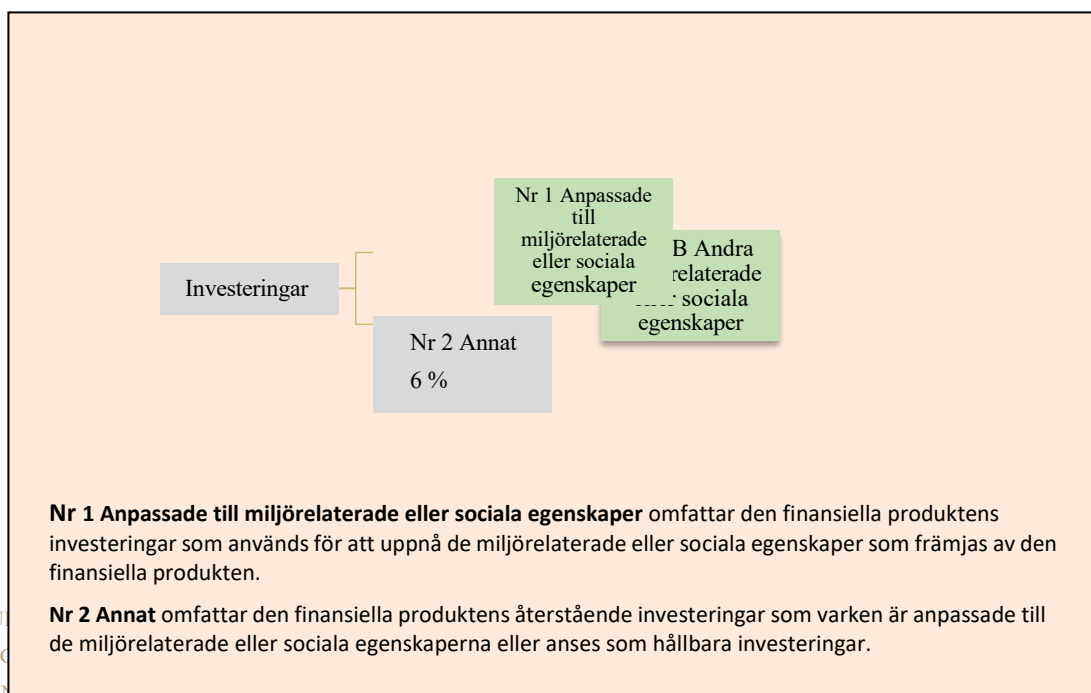 Nr 1 Anpassade
till
miljörelaterade
eller sociala
egenskaper
B Andra
relaterade
sociala
egenskaper
Investeringar
Nr 2 Annat
6 %
Nr 1 Anpassade till miljörelaterade eller sociala egenskaper omfattar den finansiella produktens
investeringar som används för att uppnå de miljörelaterade eller sociala egenskaper som främjas av den
finansiella produkten.
Nr 2 Annat omfattar den finansiella produktens återstående investeringar som varken är anpassade till
de miljörelaterade eller sociala egenskaperna eller anses som hållbara investeringar.